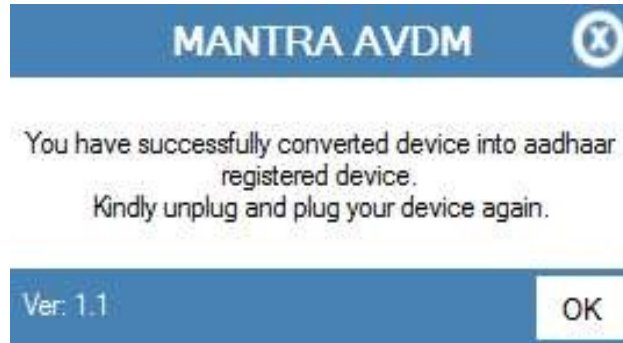 MANTRA AVDM
X
You have successfully converted device into aadhaar
registered device.
Kindly unplug and plug your device again.
Ver: 1.1
OK